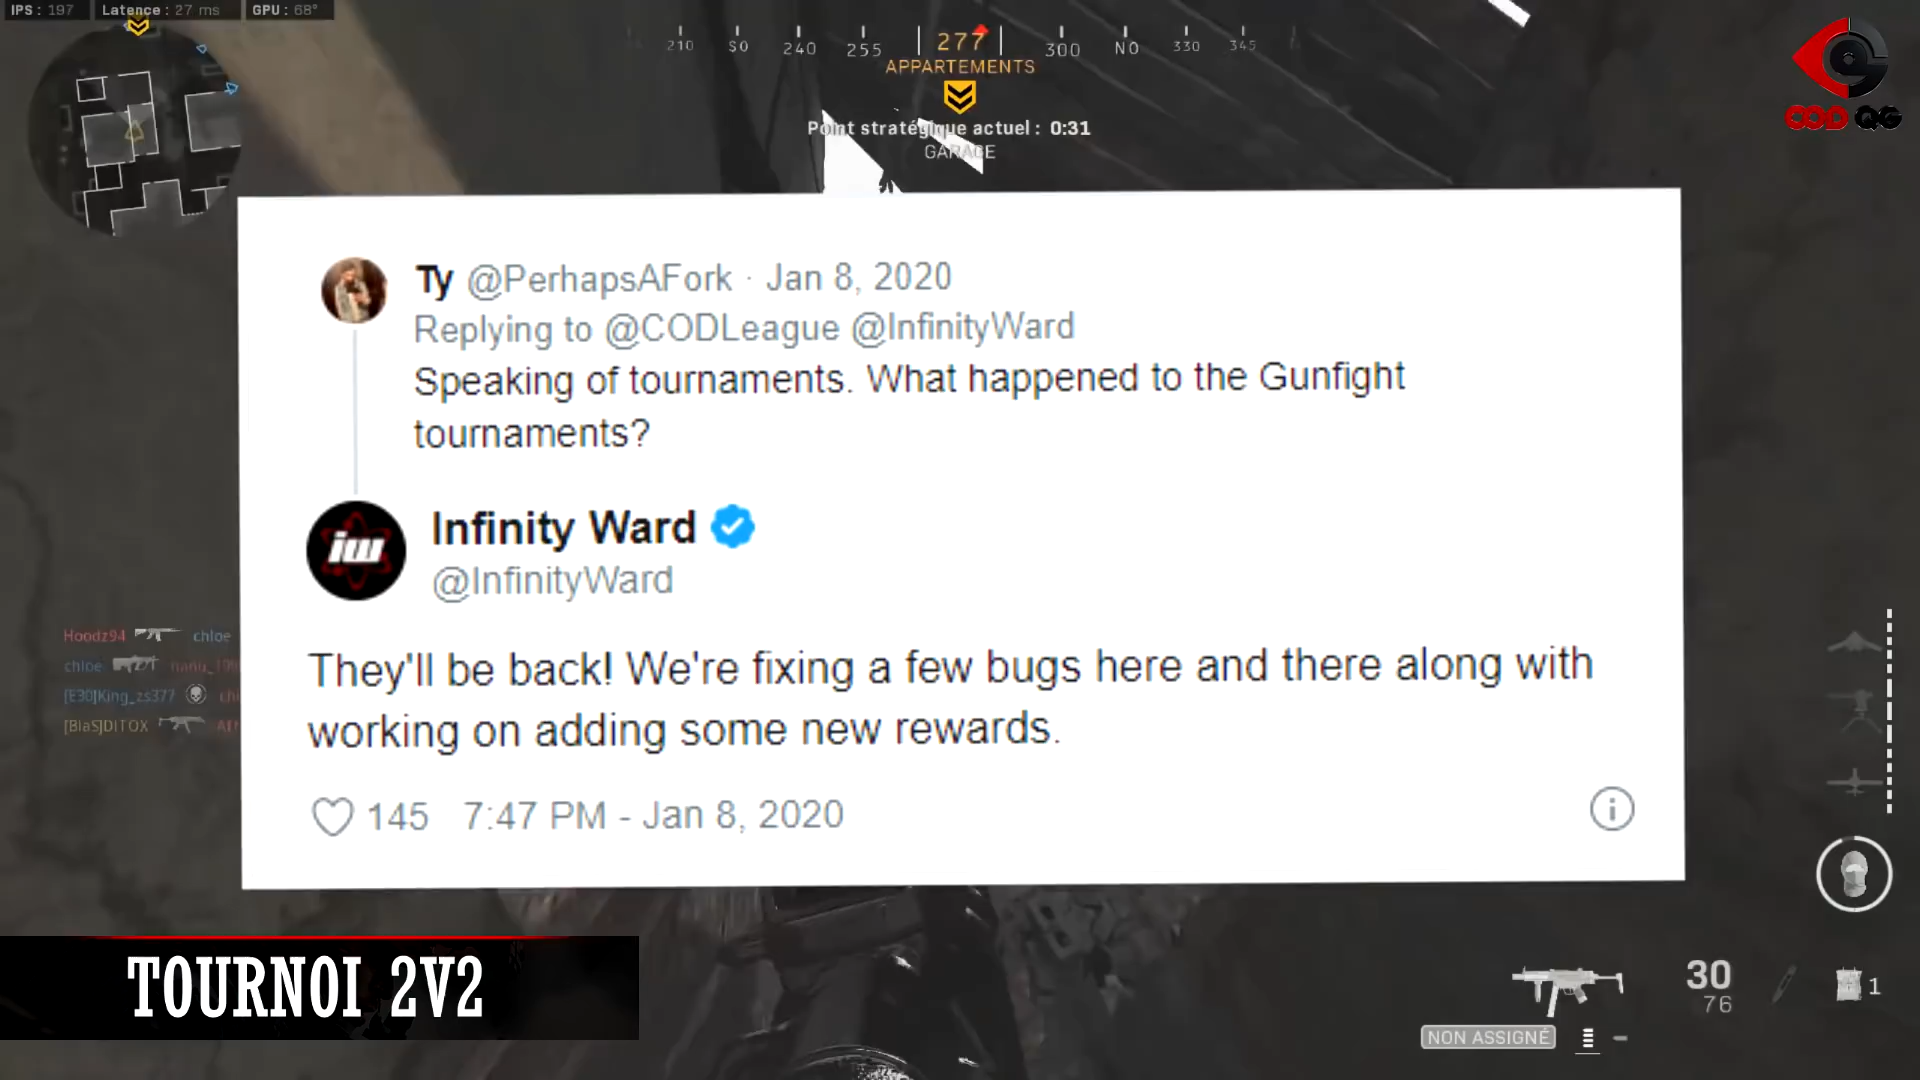 IPS : 197 Latence : 27 ms GPU : 68°
210 SO 240 255 277 300 NO 330 345
APPARTEMENTS
Point stratégique actuel : 0:31
GARAGE
COD QG
Ty @PerhapsAFork · Jan 8, 2020
Replying to @CODLeague @InfinityWard
Speaking of tournaments. What happened to the Gunfight
tournaments?
iw
Infinity Ward
@InfinityWard
They'll be back! We're fixing a few bugs here and there along with
working on adding some new rewards.
145 7:47 PM - Jan 8, 2020
Hoodz94 chloe
chloe
[E30]King_zs377
[BiaS]DITOX
TOURNOI 2V2
30
76
1
NON ASSIGNÉ